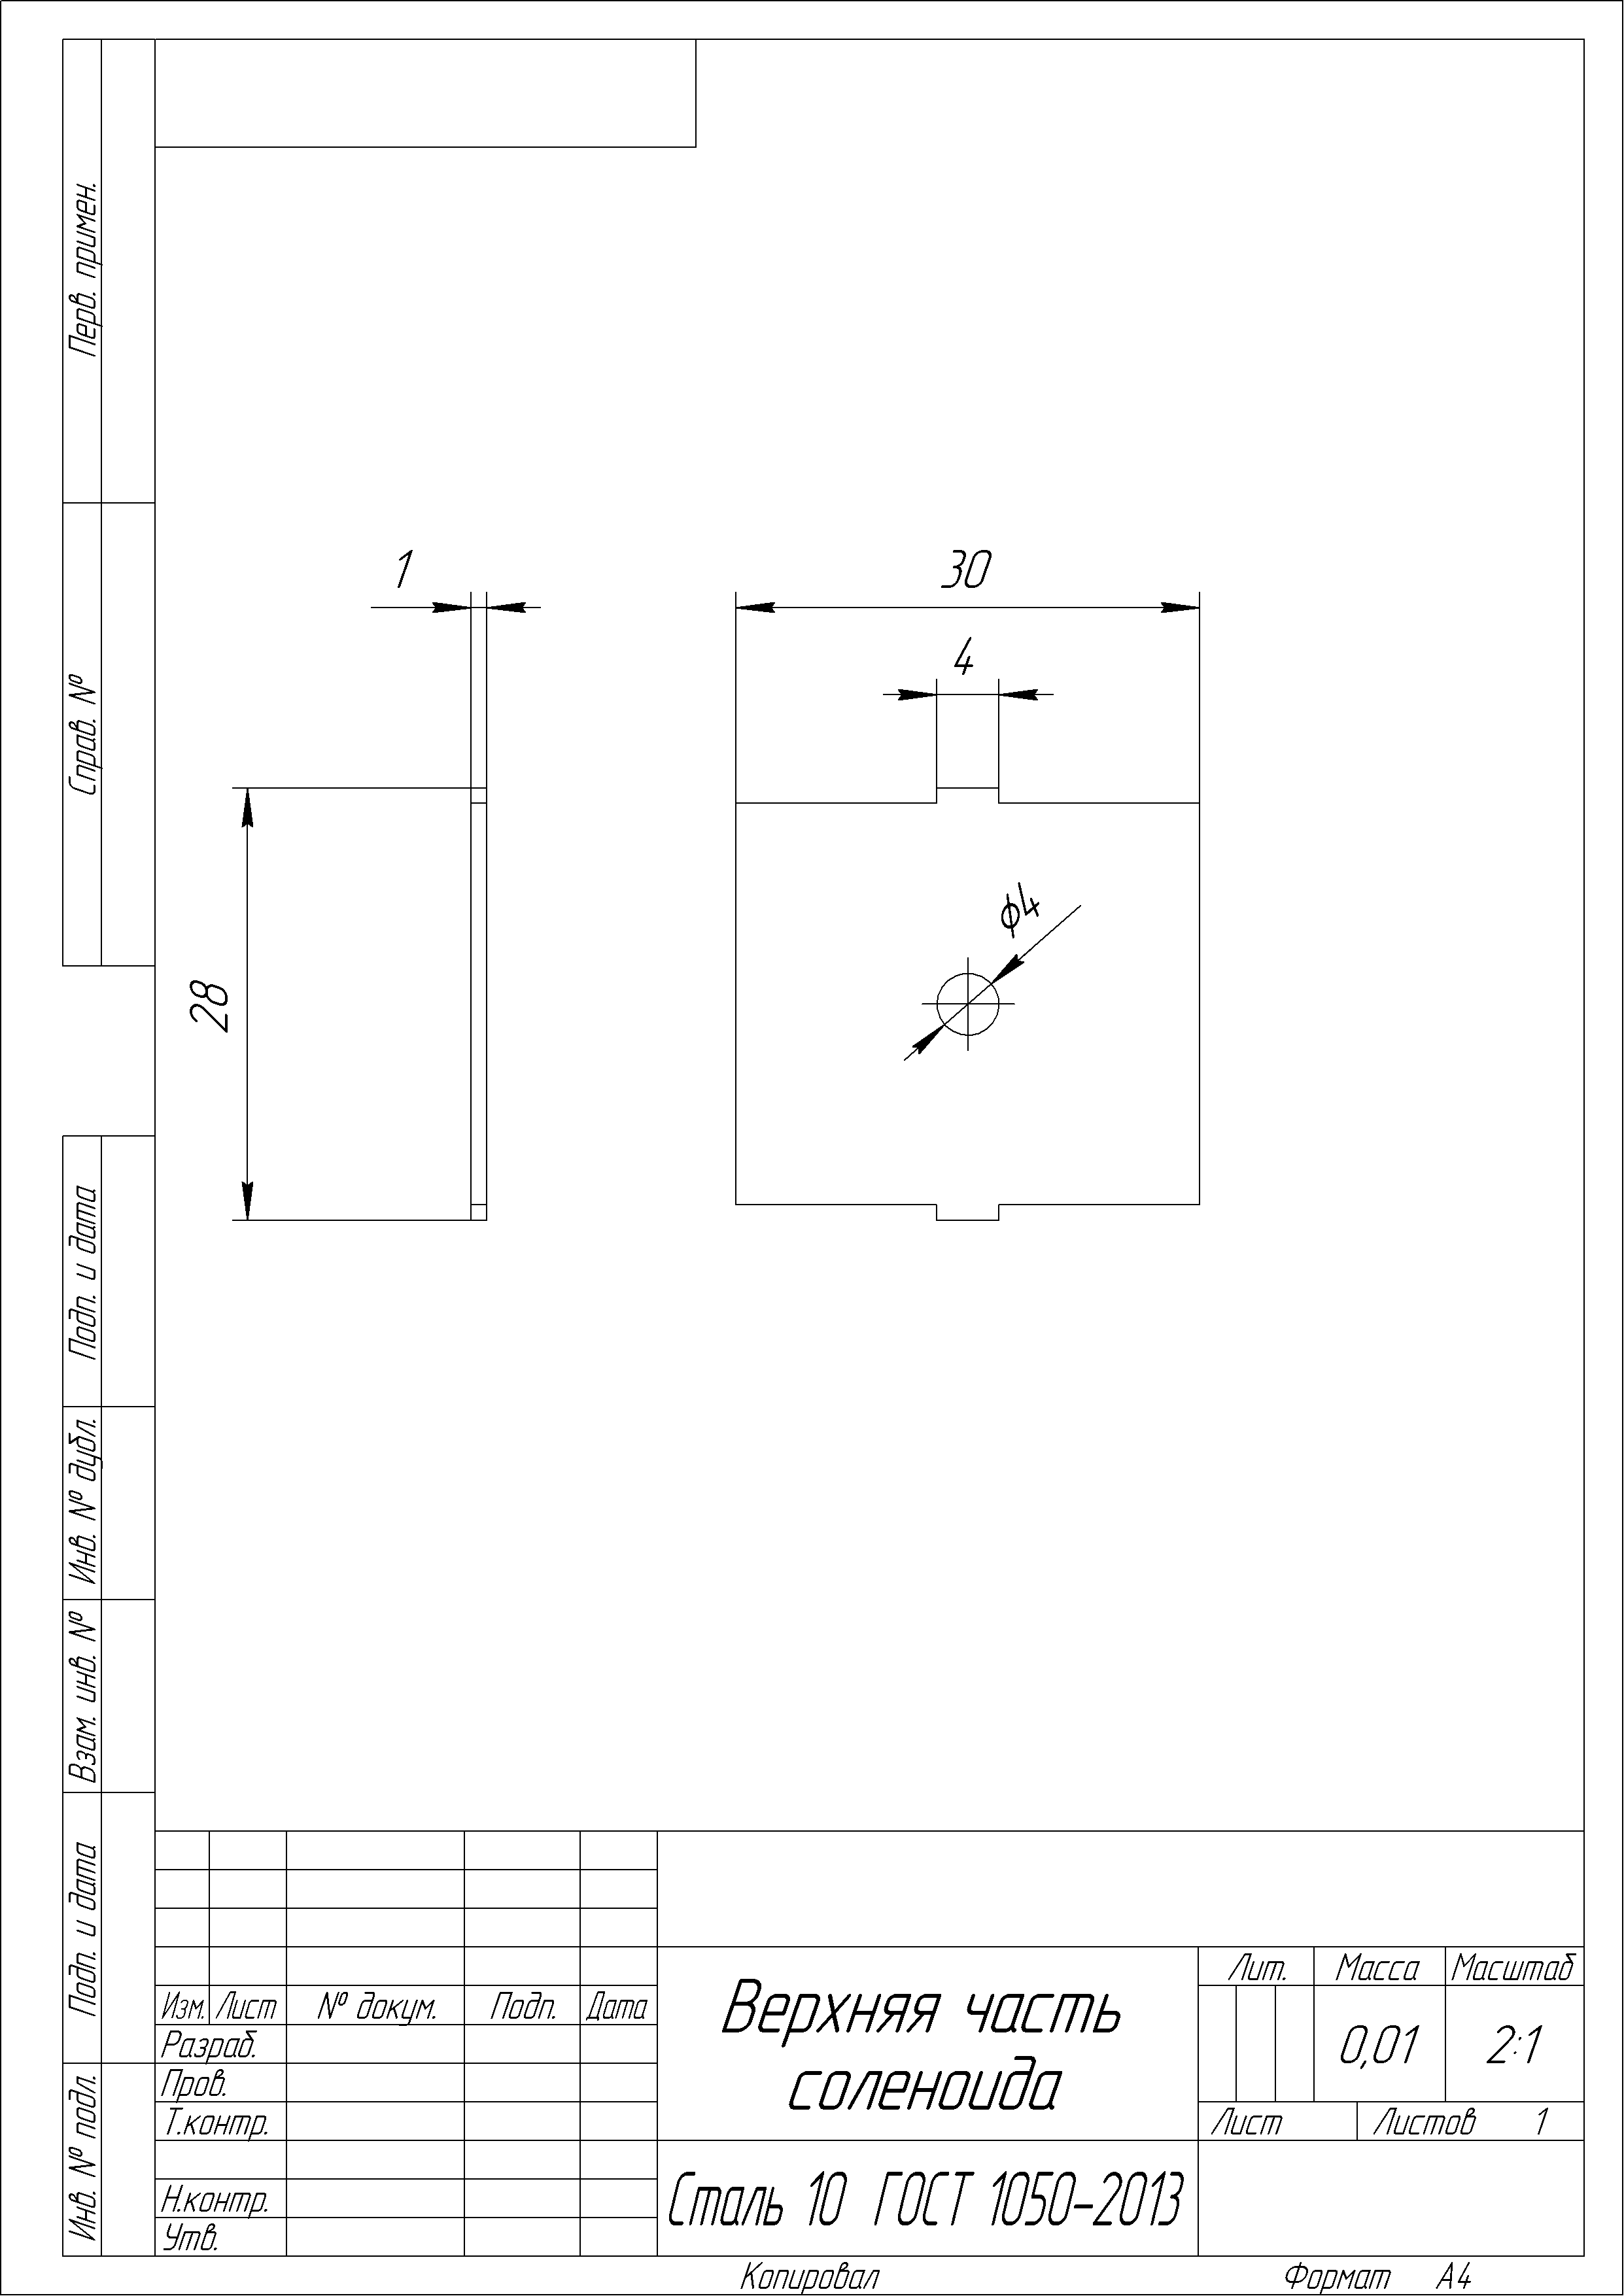 Перв. примен.
Справ. №
Подп. и дата
Инв. № дубл.
Взам. инв. №
Подп. и дата
Инв. № подл.
1
30
4
ϕ4
28
Изм. Лист № докум. Подп. Дата
Разраб.
Пров.
Т.контр.
Н.контр.
Утв.
Верхняя часть
соленоида
Сталь 10 ГОСТ 1050-2013
Лит. Масса Масштаб
0,01 2:1
Лист Листов 1
Копировал Формат А4